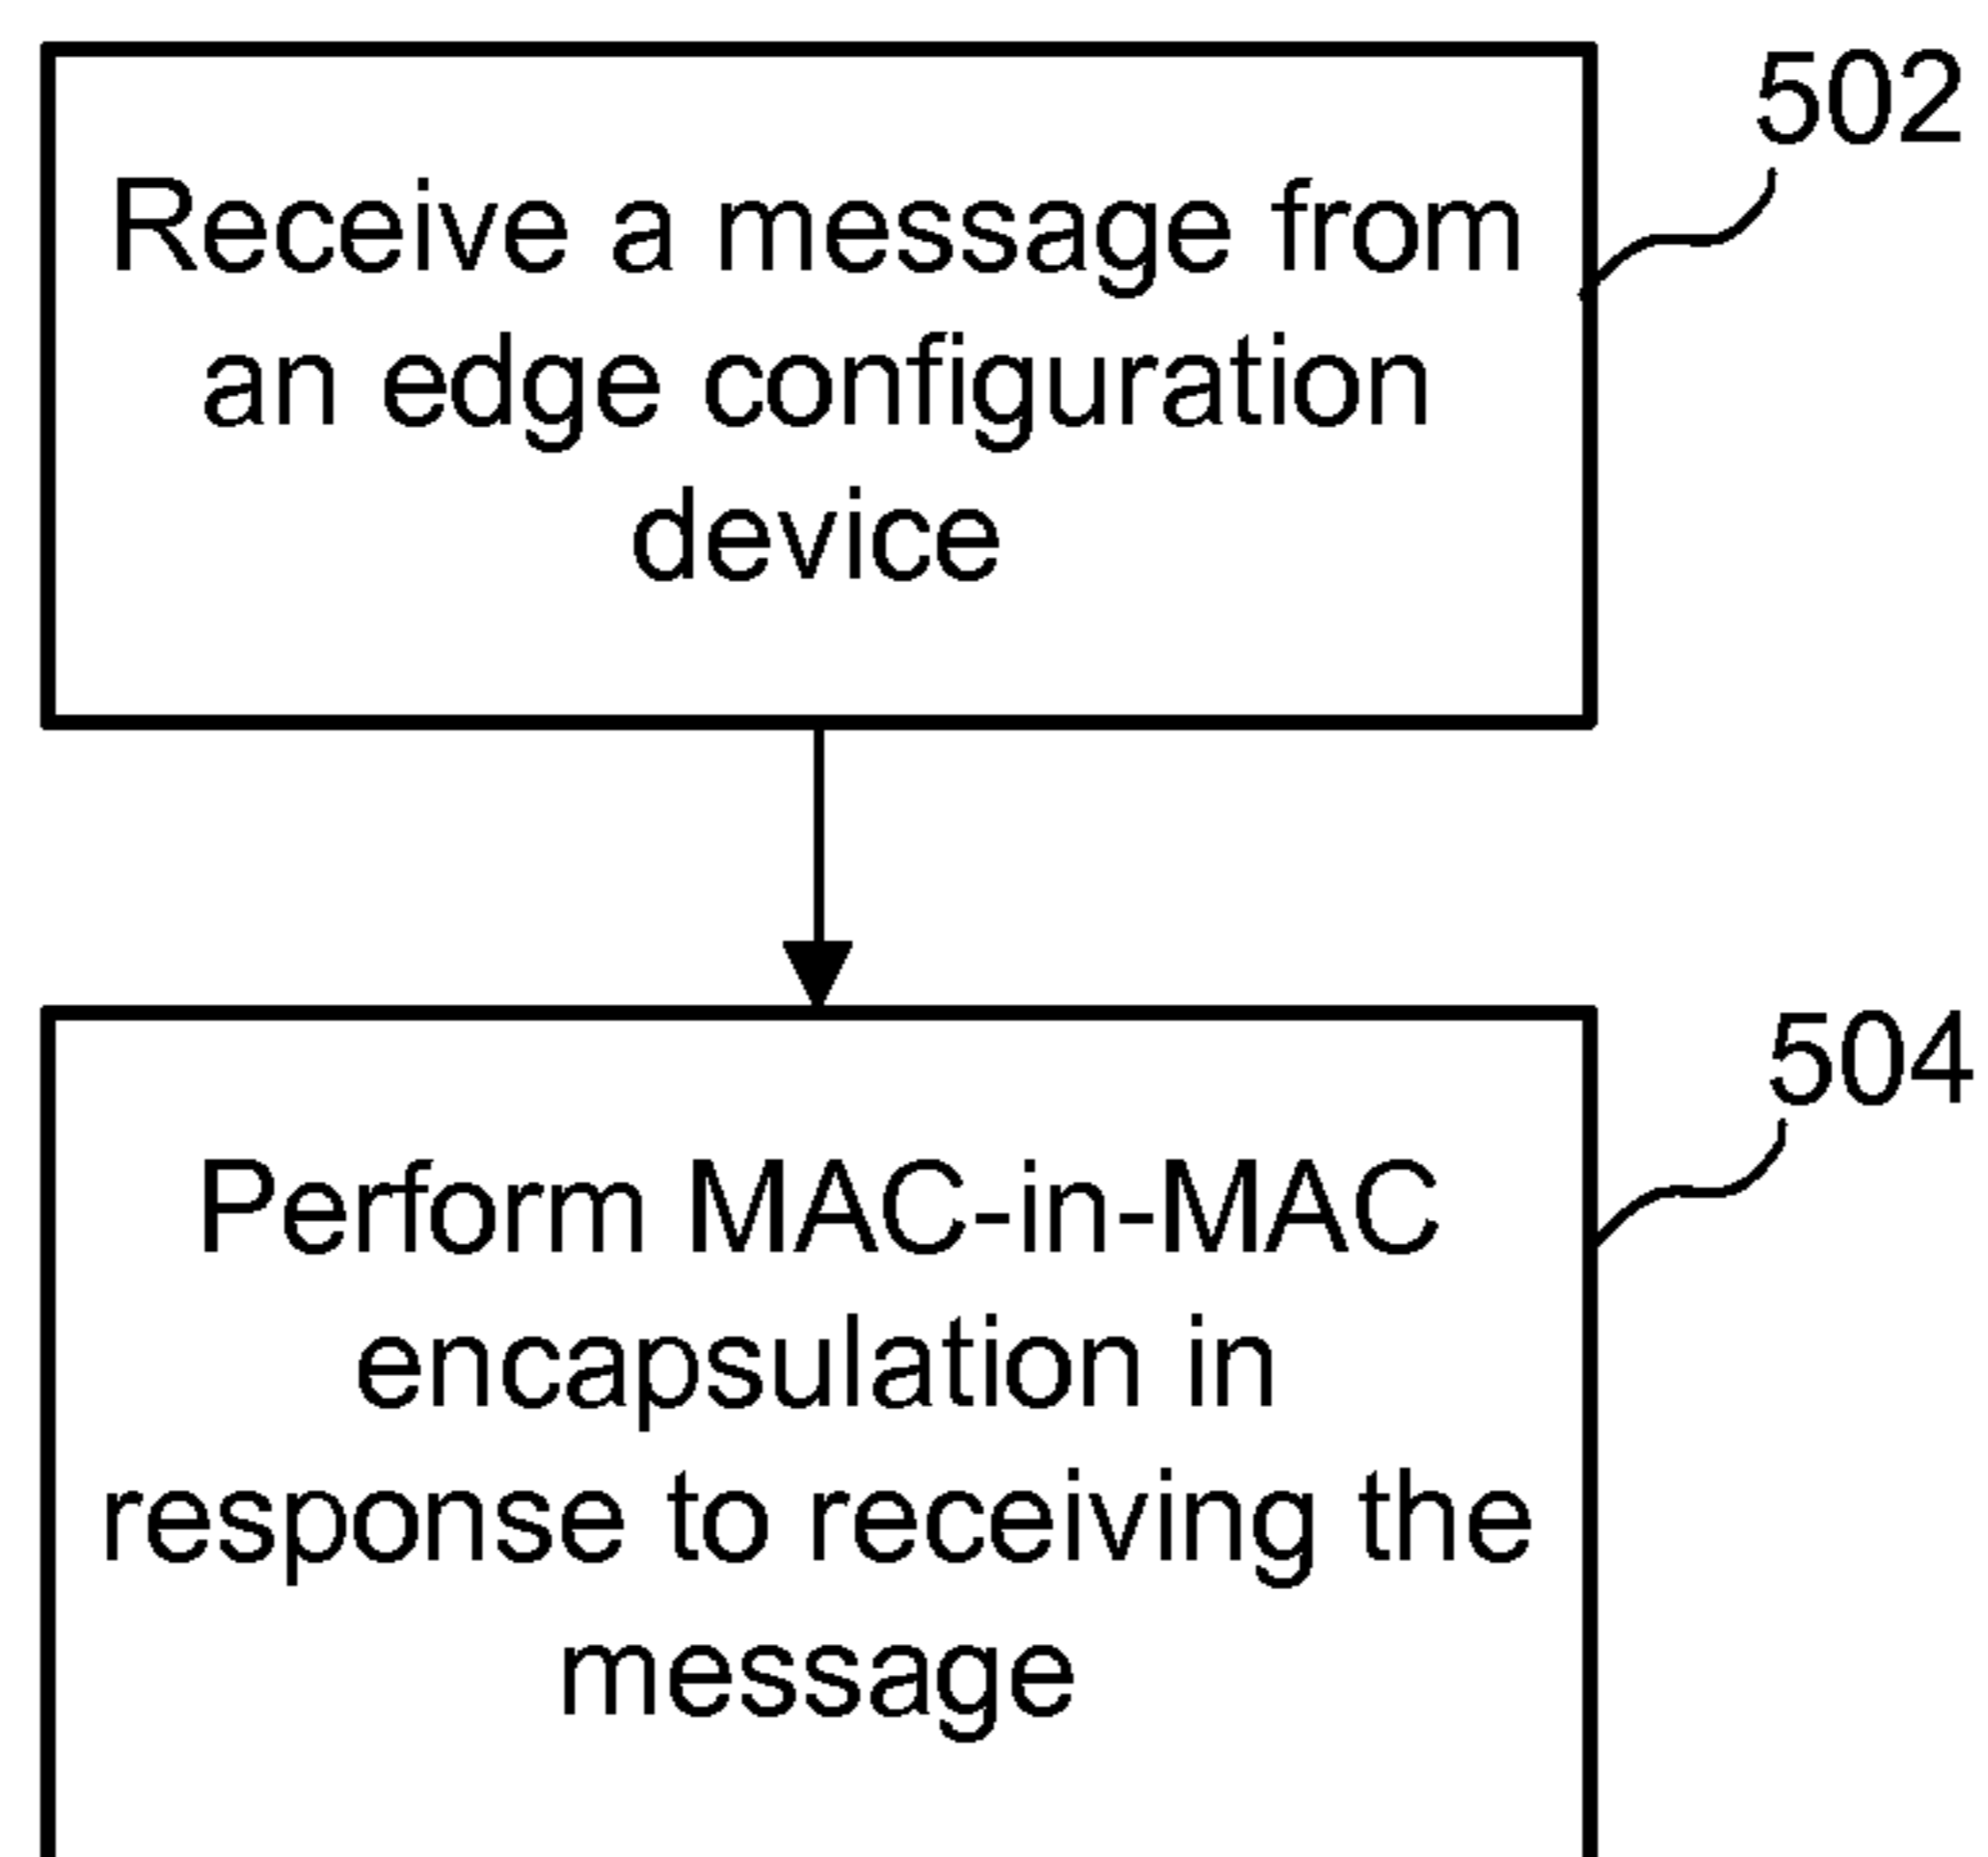 502
Receive a message from
an edge configuration
device
504
Perform MAC-in-MAC
encapsulation in
response to receiving the
message